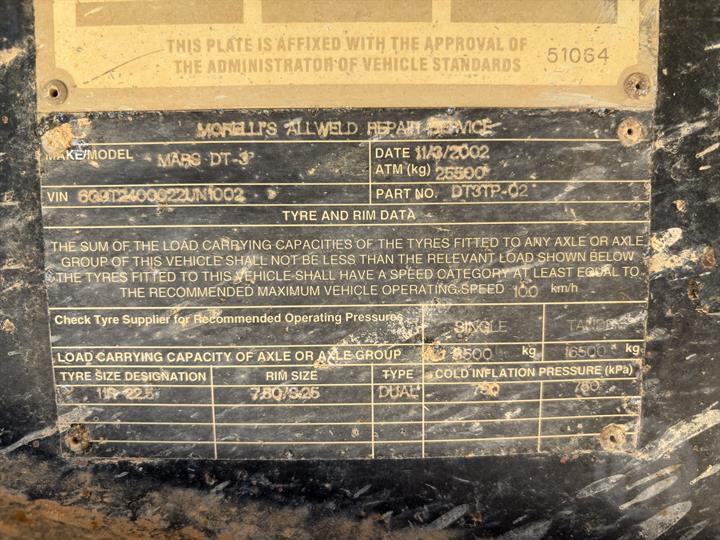 THIS PLATE IS AFFIXED WITH THE APPROVAL OF
THE ADMINISTRATOR OF VEHICLE STANDARDS 51064
MORELLI'S ALLWELD REPAIR SERVICE
MAKE/MODEL MARS DT-3 DATE 11/3/2002
ATM (kg) 25500
VIN 6G9T2400022UN1002 PART NO. DT3TP-02
TYRE AND RIM DATA
THE SUM OF THE LOAD CARRYING CAPACITIES OF THE TYRES FITTED TO ANY AXLE OR AXLE
GROUP OF THIS VEHICLE SHALL NOT BE LESS THAN THE RELEVANT LOAD SHOWN BELOW
THE TYRES FITTED TO THIS VEHICLE SHALL HAVE A SPEED CATEGORY AT LEAST EQUAL TO
THE RECOMMENDED MAXIMUM VEHICLE OPERATING SPEED 100 km/h
Check Tyre Supplier for Recommended Operating Pressures SINGLE TANDEM
LOAD CARRYING CAPACITY OF AXLE OR AXLE GROUP kg 16500 kg
TYRE SIZE DESIGNATION RIM SIZE TYPE COLD INFLATION PRESSURE (kPa)
11R 22.5 7.50/8.25 DUAL 760 760